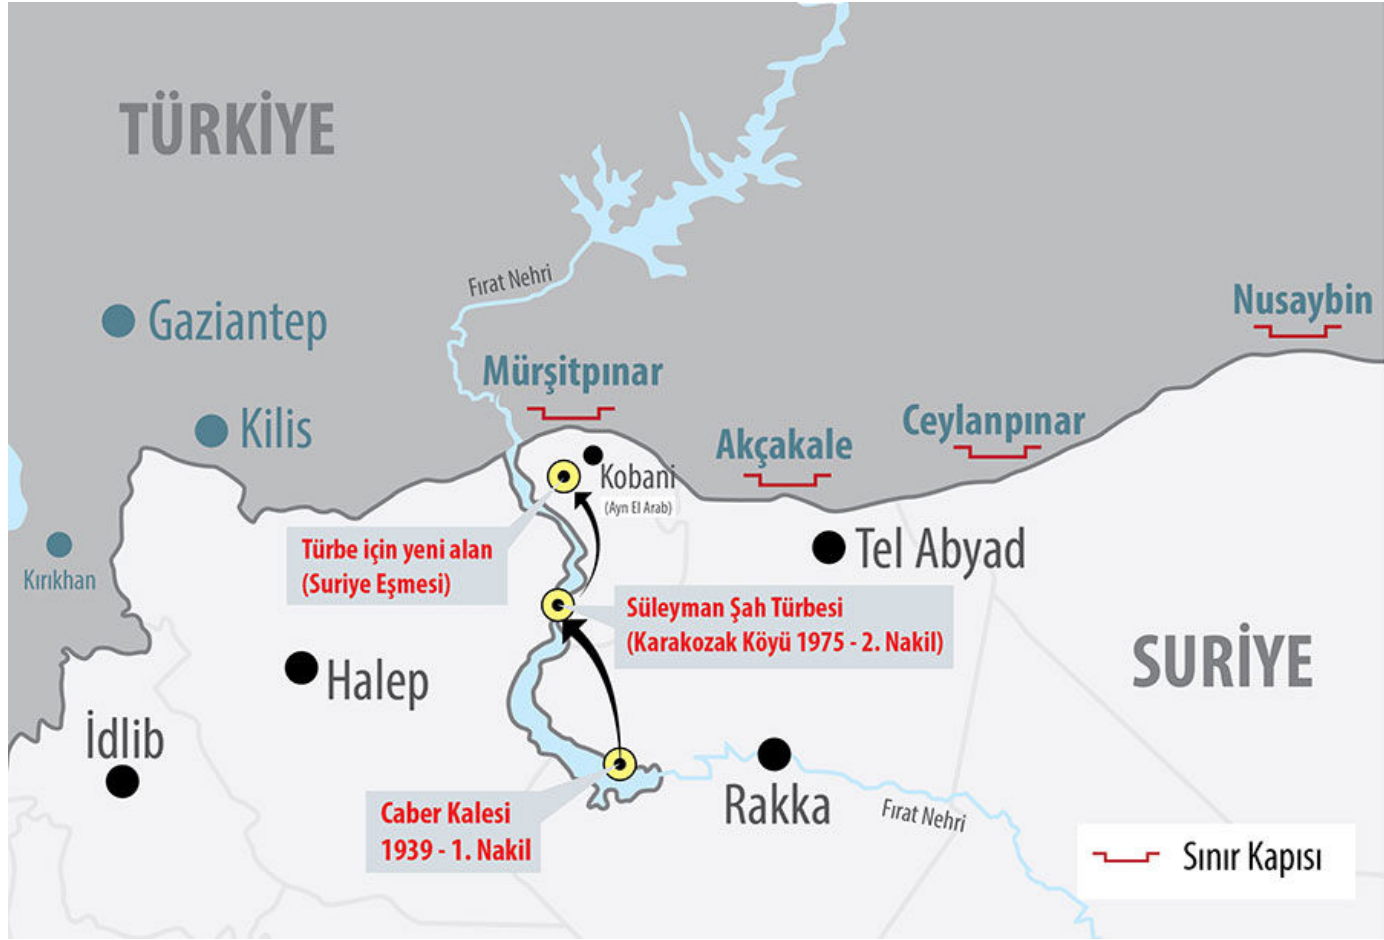 TÜRKİYE
Fırat Nehri
Nusaybin
Gaziantep
Mürşitpınar
Kilis
Ceylanpınar
Akçakale
Kobani
(Ayn El Arab)
Türbe için yeni alan
(Suriye Eşmesi)
Tel Abyad
Kırıkhan
Süleyman Şah Türbesi
(Karakozak Köyü 1975 - 2. Nakil)
SURİYE
Halep
İdlib
Rakka
Caber Kalesi
1939 - 1. Nakil
Fırat Nehri
Sınır Kapısı